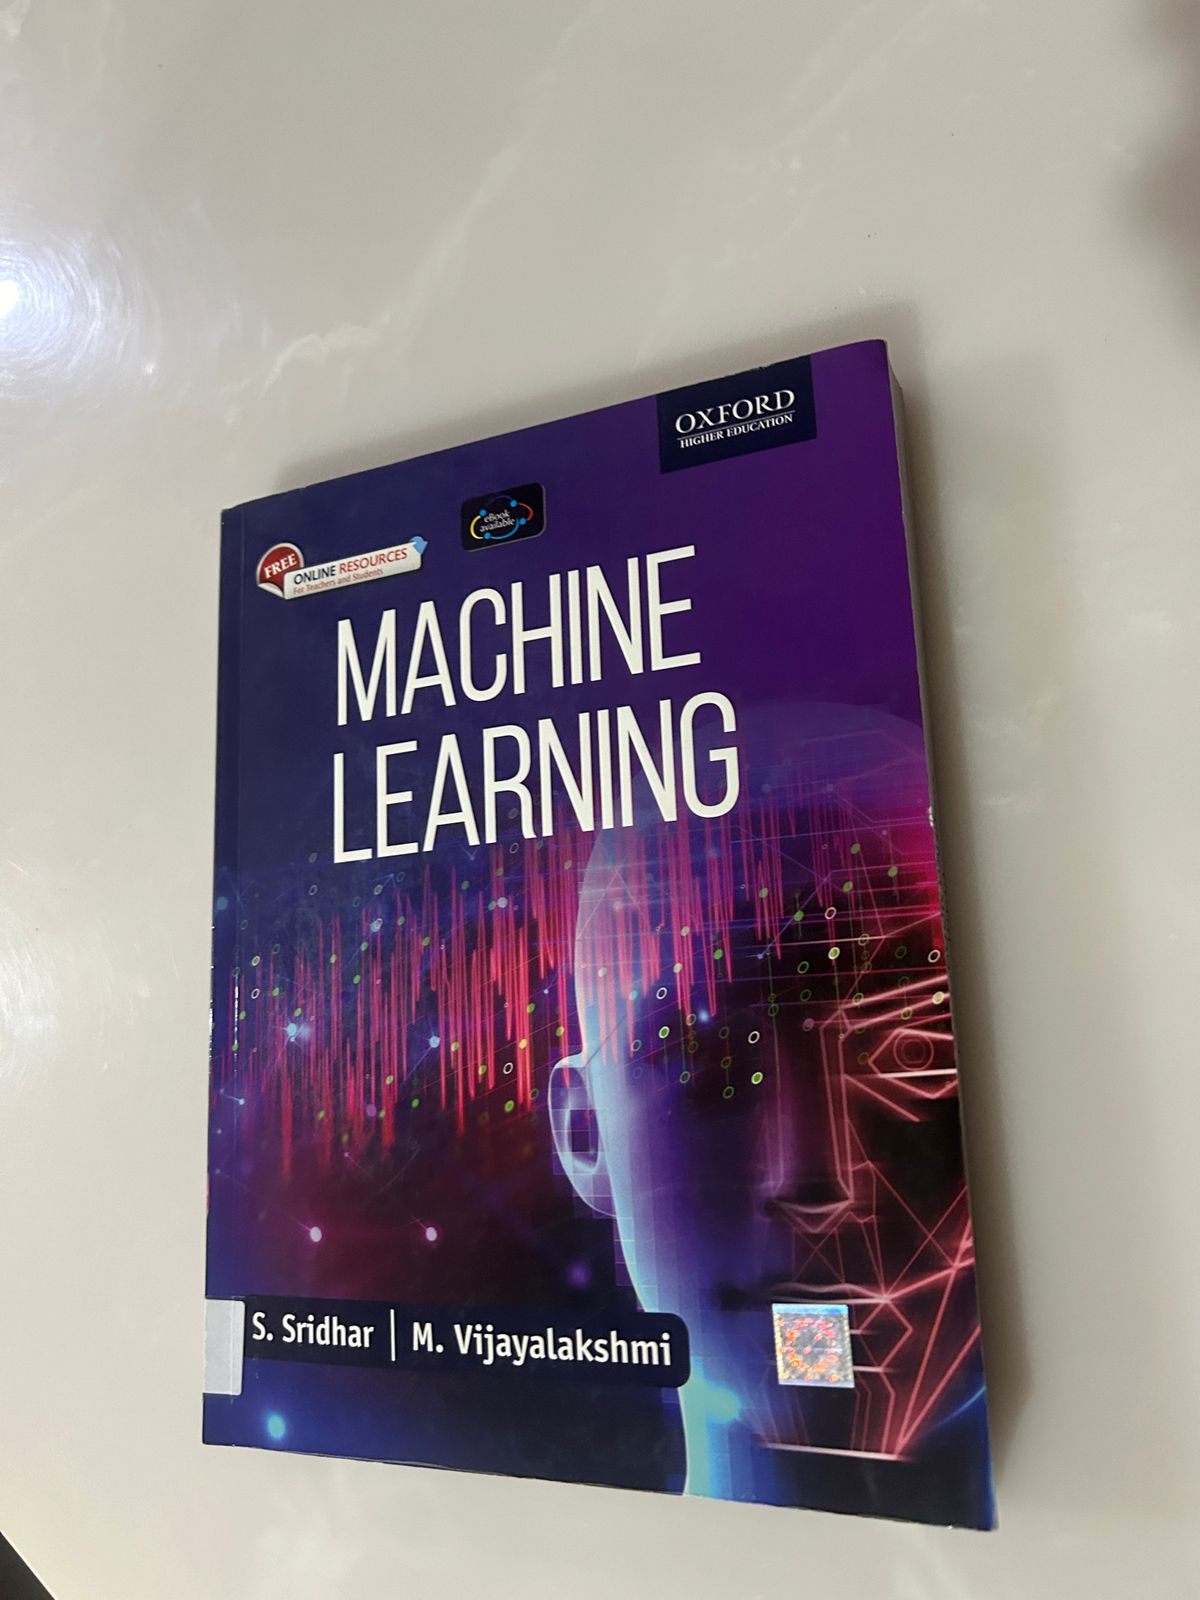 OXFORD
HIGHER EDUCATION
eBook
available
FREE
ONLINE RESOURCES
For Teachers and Students
MACHINE
LEARNING
S. Sridhar | M. Vijayalakshmi